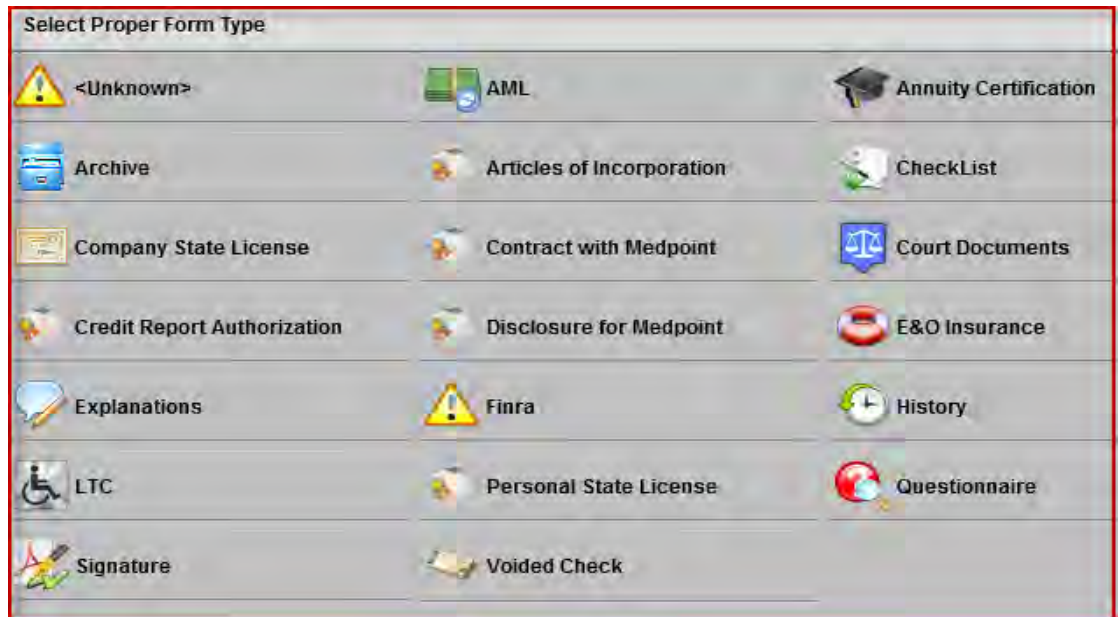 Select Proper Form Type
<Unknown> AML Annuity Certification
Archive Articles of Incorporation CheckList
Company State License Contract with Medpoint Court Documents
Credit Report Authorization Disclosure for Medpoint E&O Insurance
Explanations Finra History
LTC Personal State License Questionnaire
Signature Voided Check